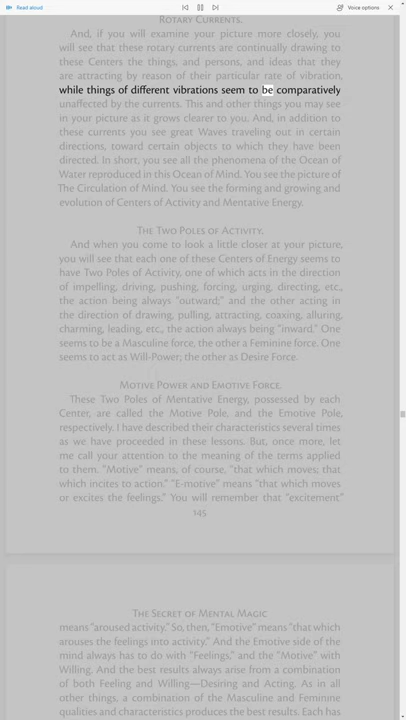 Read aloud
Voice options
Rotary Currents.
And, if you will examine your picture more closely, you
will see that these rotary currents are continually drawing to
these Centers the things, and persons, and ideas that they
are attracting by reason of their particular rate of vibration,
while things of different vibrations seem to be comparatively
unaffected by the currents. This and other things you may see
in your picture as it grows clearer to you. And, in addition to
these currents you see great Waves traveling out in certain
directions, toward certain objects to which they have been
directed. In short, you see all the phenomena of the Ocean of
Water reproduced in this Ocean of Mind. You see the picture of
The Circulation of Mind. You see the forming and growing and
evolution of Centers of Activity and Mentative Energy.
The Two Poles of Activity.
And when you come to look a little closer at your picture,
you will see that each one of these Centers of Energy seems to
have Two Poles of Activity, one of which acts in the direction
of impelling, driving, pushing, forcing, urging, directing, etc.,
the action being always "outward;" and the other acting in
the direction of drawing, pulling, attracting, coaxing, alluring,
charming, leading, etc., the action always being "inward." One
seems to be a Masculine force, the other a Feminine force. One
seems to act as Will-Power, the other as Desire Force.
Motive Power and Emotive Force.
These Two Poles of Mentative Energy, possessed by each
Center, are called the Motive Pole, and the Emotive Pole,
respectively. I have described their characteristics several times
as we have proceeded in these lessons. But, once more, let
me call your attention to the meaning of the terms applied
to them. "Motive" means, of course, "that which moves; that
which incites to action." "E-motive" means "that which moves
or excites the feelings." You will remember that "excitement"
145
The Secret of Mental Magic
means "aroused activity." So, then, "Emotive" means "that which
arouses the feelings into activity." And the Emotive side of the
mind always has to do with "Feelings," and the "Motive" with
Willing. And the best results always arise from a combination
of both Feeling and Willing—Desiring and Acting. As in all
other things, a combination of the Masculine and Feminine
qualities and characteristics produces the best results. Each has